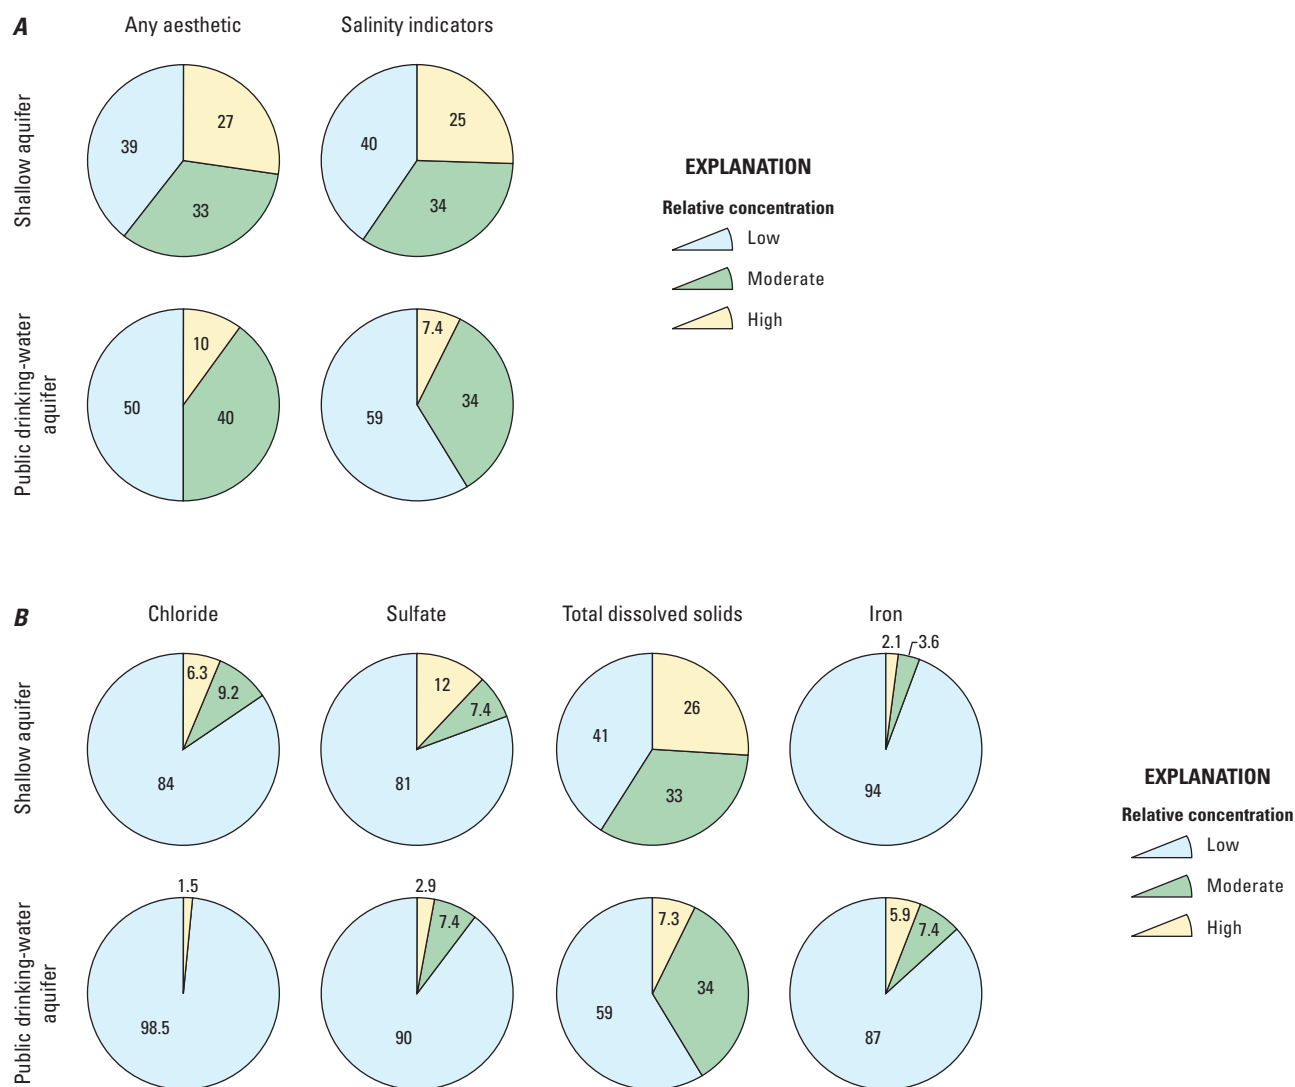 A
Any aesthetic
Salinity indicators
Shallow aquifer
39
27
33
40
25
34
Public drinking-water
aquifer
50
10
40
59
7.4
34
EXPLANATION
Relative concentration
Low
Moderate
High
B
Chloride
Sulfate
Total dissolved solids
Iron
Shallow aquifer
6.3
9.2
84
12
7.4
81
41
26
33
2.1
3.6
94
Public drinking-water
aquifer
1.5
98.5
2.9
7.4
90
7.3
34
59
5.9
7.4
87
EXPLANATION
Relative concentration
Low
Moderate
High